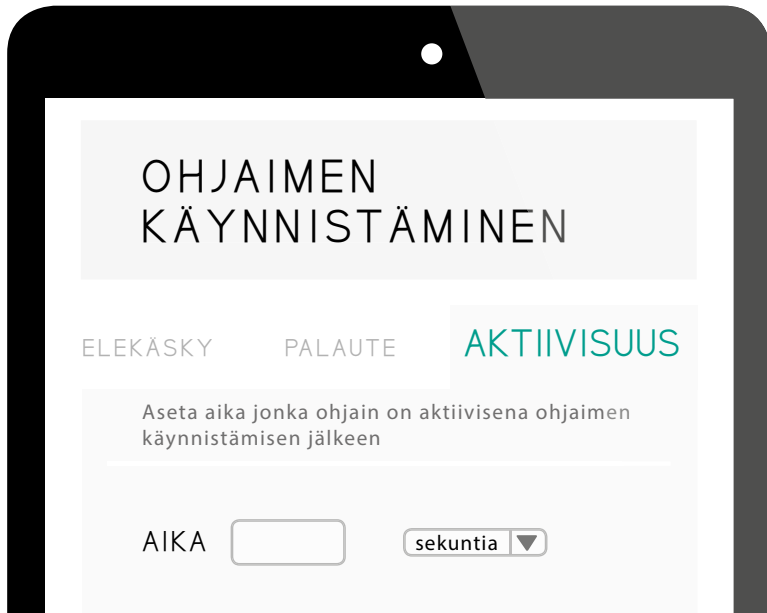 OHJAIMEN
KÄYNNISTÄMINEN
ELEKÄSKY PALAUTE AKTIIVISUUS
Aseta aika jonka ohjain on aktiivisena ohjaimen
käynnistämisen jälkeen
AIKA sekuntia